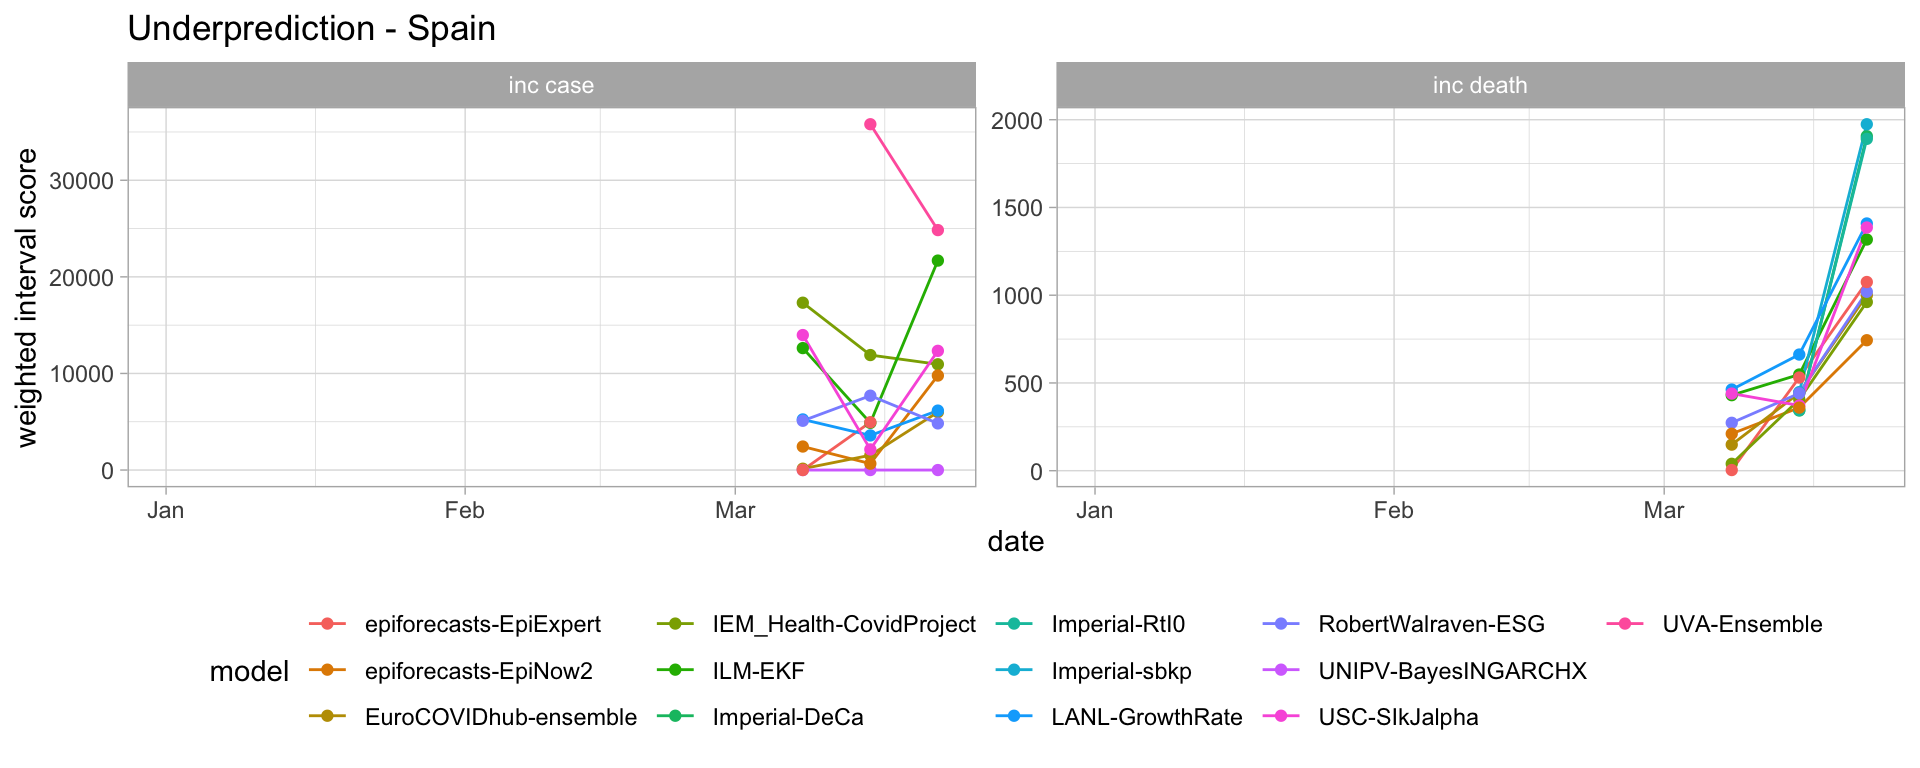 Underprediction - Spain
inc case
inc death
weighted interval score
30000
20000
10000
0
2000
1500
1000
500
0
Jan Feb Mar
Jan Feb Mar
date
model
epiforecasts-EpiExpert
epiforecasts-EpiNow2
EuroCOVIDhub-ensemble
IEM_Health-CovidProject
ILM-EKF
Imperial-DeCa
Imperial-RtI0
Imperial-sbkp
LANL-GrowthRate
RobertWalraven-ESG
UNIPV-BayesINGARCHX
USC-SIkJalpha
UVA-Ensemble